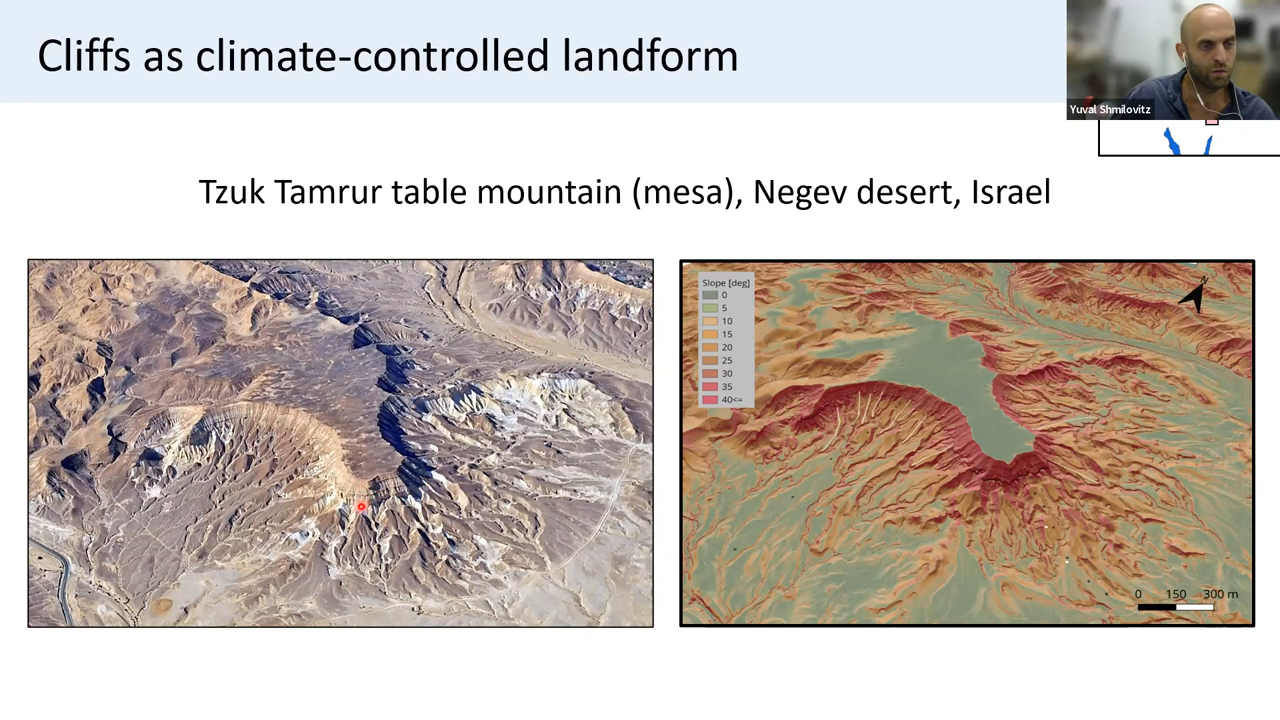 Cliffs as climate-controlled landform
Yuval Shmilovitz
Tzuk Tamrur table mountain (mesa), Negev desert, Israel
Slope [deg]
0
5
10
15
20
25
30
35
40<=
0 150 300 m